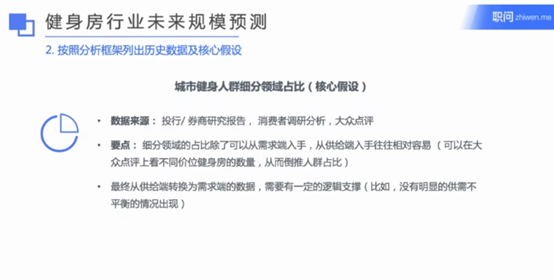 健身房行业未来规模预测
职问 zhiwen.me
2. 按照分析框架列出历史数据及核心假设
城市健身人群细分领域占比（核心假设）
• 数据来源： 投行/ 券商研究报告， 消费者调研分析，大众点评
• 要点： 细分领域的占比除了可以从需求端入手，从供给端入手往往相对容易 （ 可以在大
众点评上看不同价位健身房的数量，从而倒推人群占比）
• 最终从供给端转换为需求端的数据，需要有一定的逻辑支撑（比如，没有明显的供需不
平衡的情况出现）